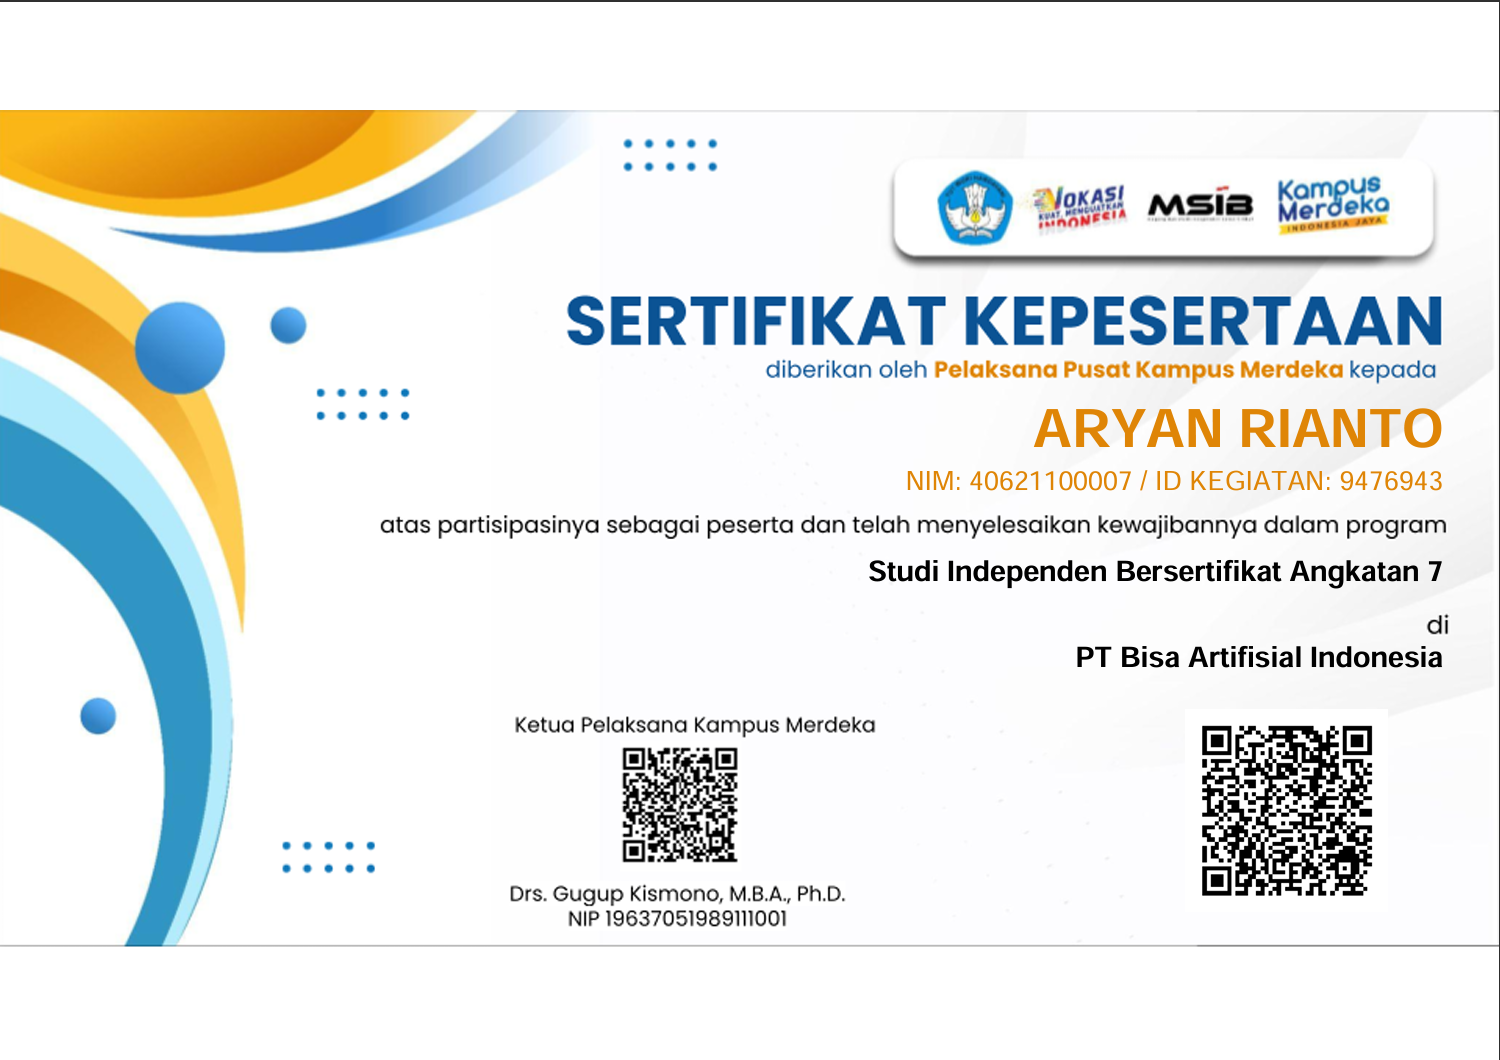 VOKASI
KUAT, MENGUATKAN
INDONESIA
MSIB
Kampus
Merdeka
INDONESIA JAYA
SERTIFIKAT KEPESERTAAN
diberikan oleh Pelaksana Pusat Kampus Merdeka kepada
ARYAN RIANTO
NIM: 40621100007 / ID KEGIATAN: 9476943
atas partisipasinya sebagai peserta dan telah menyelesaikan kewajibannya dalam program
Studi Independen Bersertifikat Angkatan 7
di
PT Bisa Artifisial Indonesia
Ketua Pelaksana Kampus Merdeka
Drs. Gugup Kismono, M.B.A., Ph.D.
NIP 19637051989111001